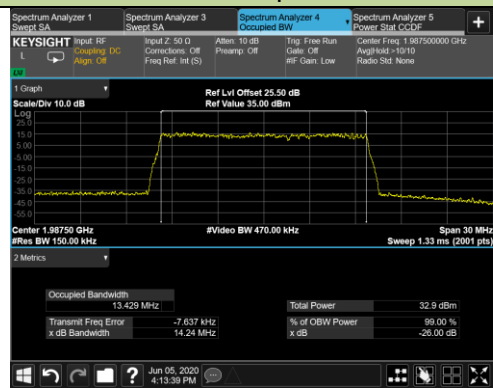 Spectrum Analyzer 1
Swept SA
Spectrum Analyzer 3
Swept SA
Spectrum Analyzer 4
Occupied BW
Spectrum Analyzer 5
Power Stat CCDF
+
KEYSIGHT
L
LXI
Input: RF
Coupling: DC
Align: Off
Input Z: 50 Ω
Corrections: Off
Freq Ref: Int (S)
Atten: 10 dB
Preamp: Off
Trig: Free Run
Gate: Off
#IF Gain: Low
Center Freq: 1.987500000 GHz
Avg|Hold:>10/10
Radio Std: None
1 Graph
Scale/Div 10.0 dB
Ref Lvl Offset 25.50 dB
Ref Value 35.00 dBm
Log
25.0
15.0
5.00
-5.00
-15.0
-25.0
-35.0
-45.0
-55.0
Center 1.98750 GHz
#Res BW 150.00 kHz
#Video BW 470.00 kHz
Span 30 MHz
Sweep 1.33 ms (2001 pts)
2 Metrics
Occupied Bandwidth
13.429 MHz
Total Power 32.9 dBm
Transmit Freq Error -7.637 kHz
% of OBW Power 99.00 %
x dB Bandwidth 14.24 MHz
x dB -26.00 dB
?
Jun 05, 2020
4:13:39 PM